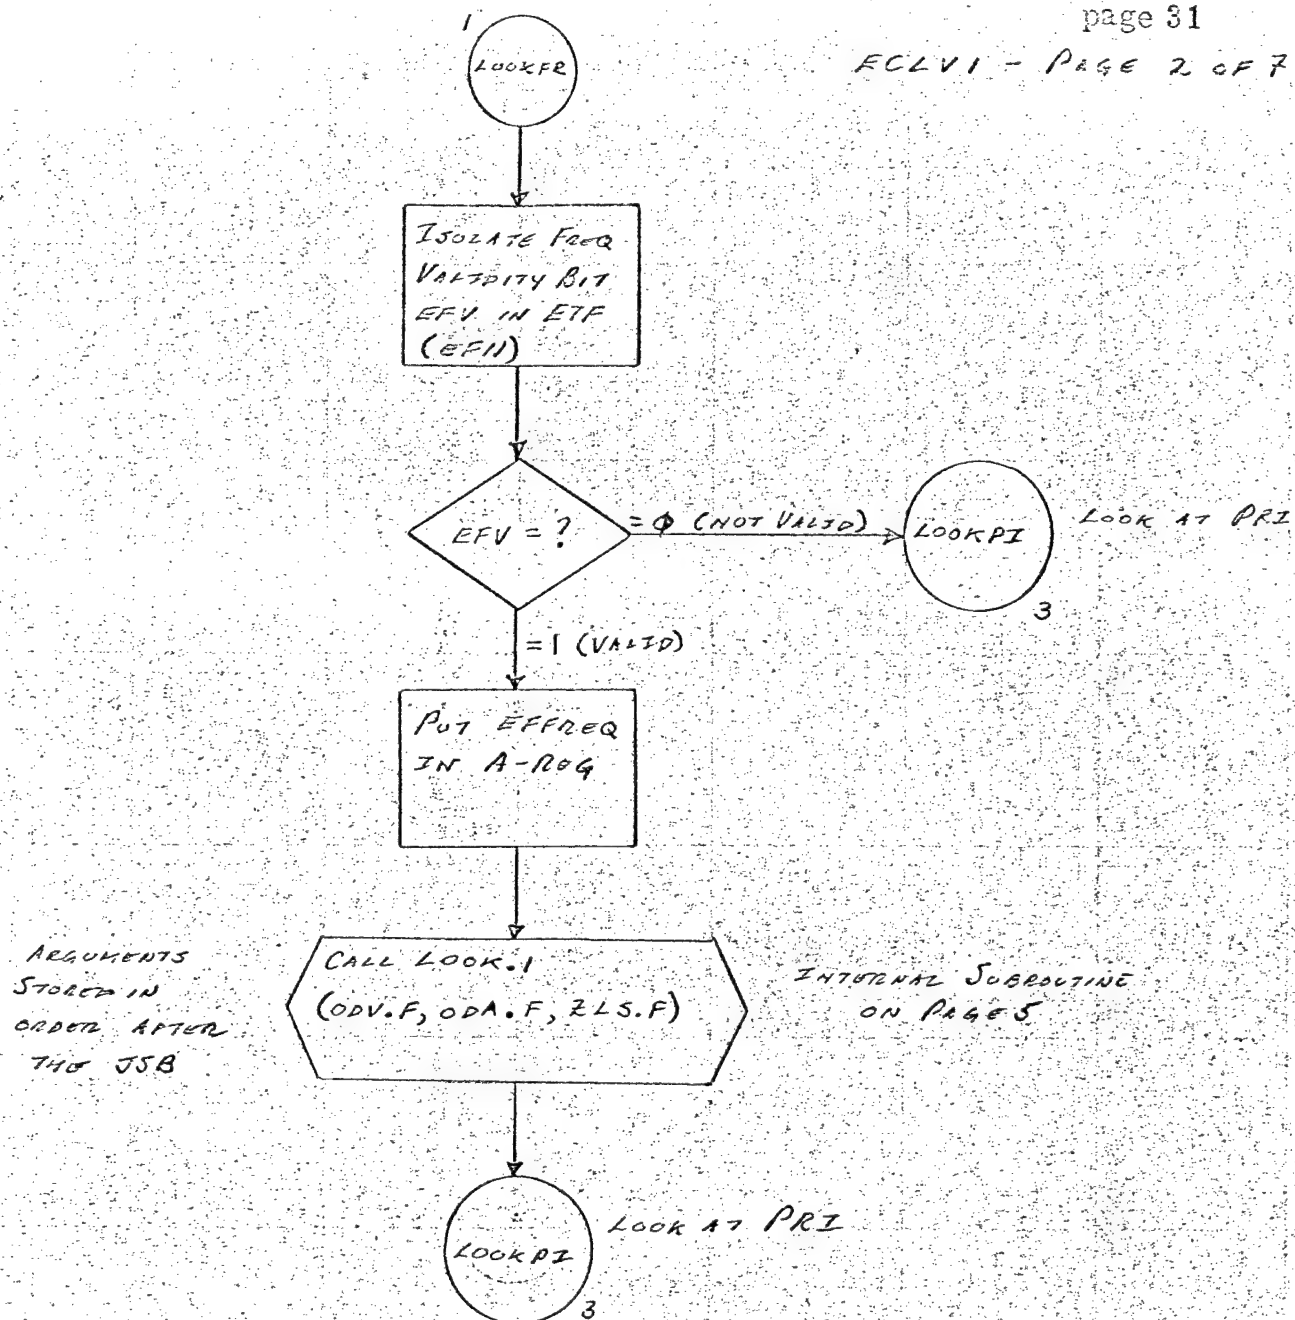 page 31
ECLV1 - PAGE 2 OF 7
1
LOOKFR
ISOLATE FREQ
VALIDITY BIT
EFV IN ETF
(EF11)
EFV = ?
= φ (NOT VALID)
LOOKPI
LOOK AT PRI
3
= 1 (VALID)
PUT EFFREQ
IN A-REG
ARGUMENTS
STORED IN
ORDER AFTER
THE JSB
CALL LOOK.1
(ODV.F, ODA.F, ZLS.F)
INTERNAL SUBROUTINE
ON PAGE 5
LOOKPI
LOOK AT PRI
3